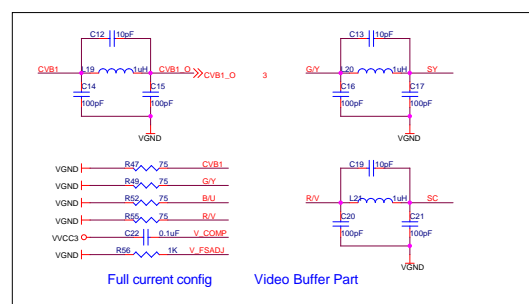 C12 10pF
CVB1 L19 1uH CVB1_O CVB1_O 3
C14 C15
100pF 100pF
VGND
C13 10pF
G/Y L20 1uH SY
C16 C17
100pF 100pF
VGND
VGND R47 75 CVB1
VGND R49 75 G/Y
VGND R52 75 B/U
VGND R55 75 R/V
VVCC3 C22 0.1uF V_COMP
VGND R56 1K V_FSADJ
C19 10pF
R/V L21 1uH SC
C20 C21
100pF 100pF
VGND
Full current config Video Buffer Part